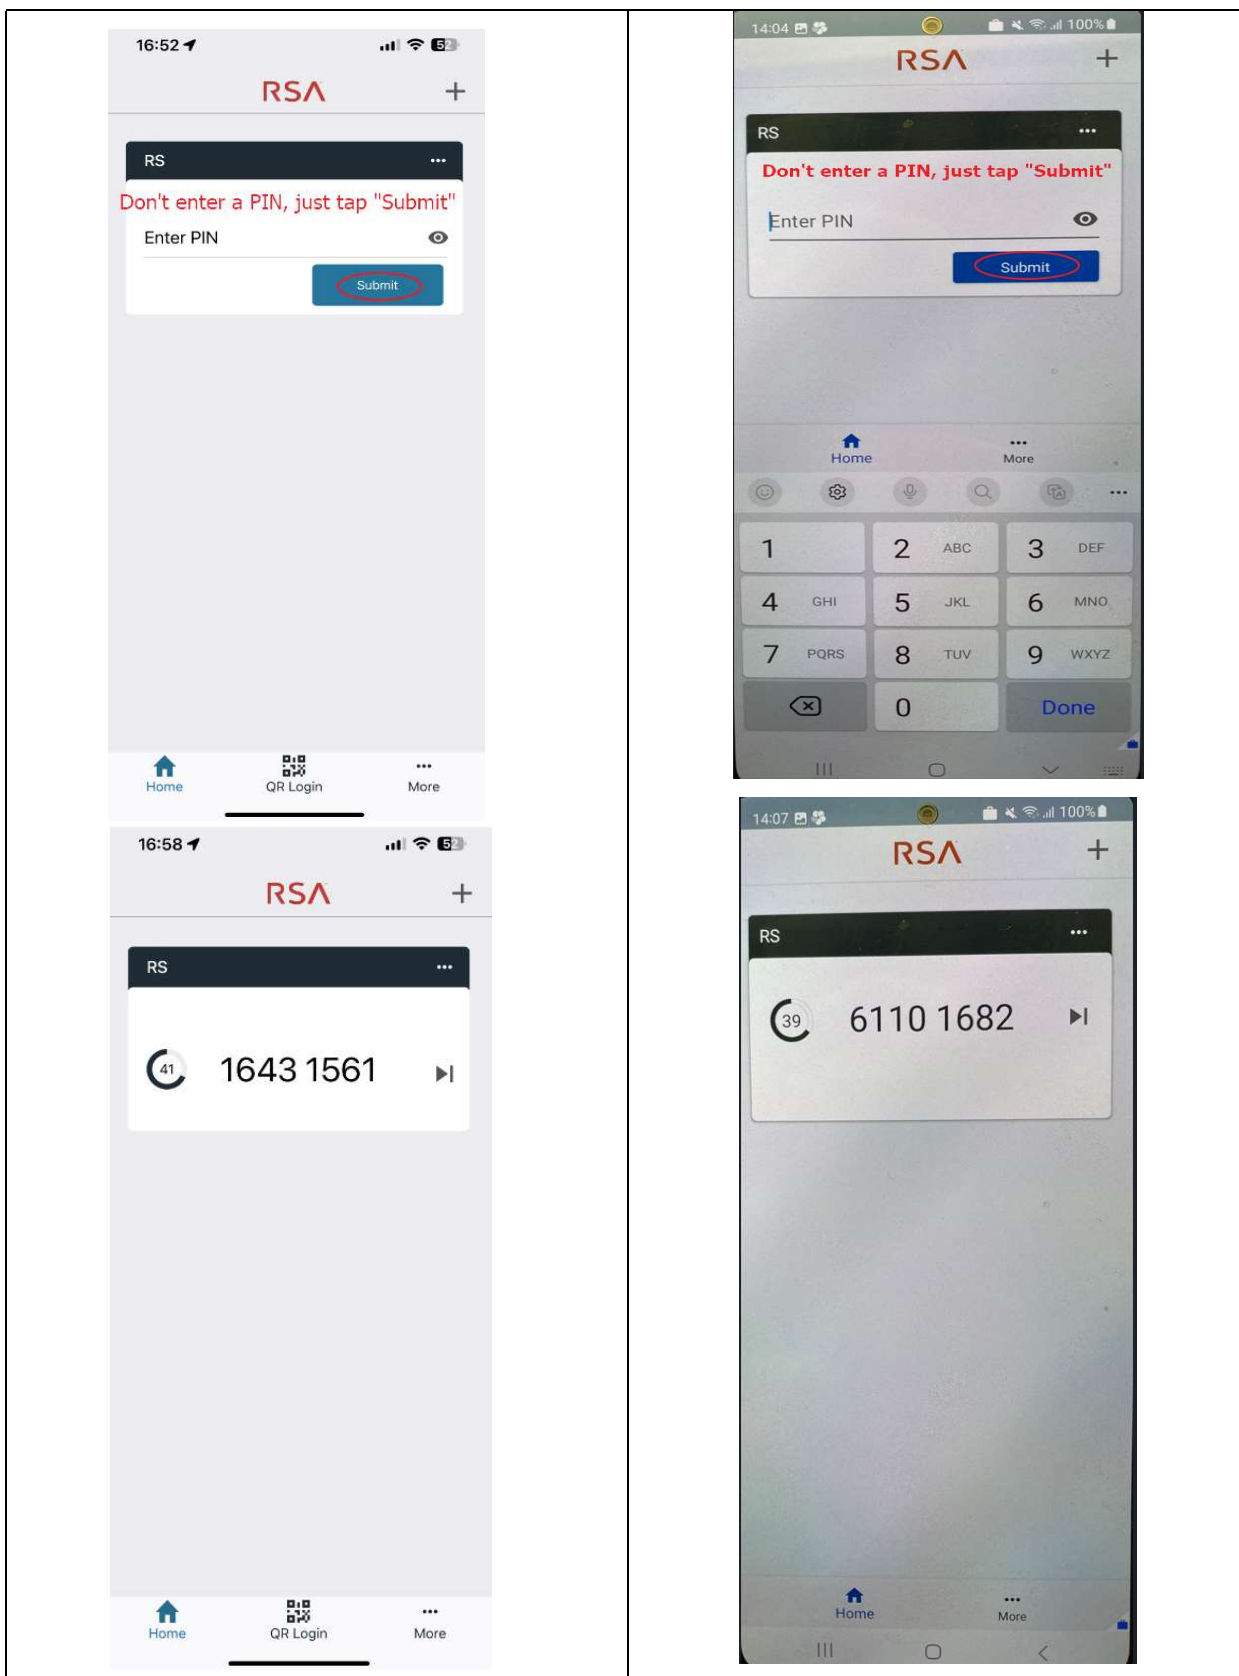 16:52
52
RSA
+
RS
...
Don't enter a PIN, just tap "Submit"
Enter PIN
Submit
Home
QR Login
...
More
14:04
100%
RSA
+
RS
...
Don't enter a PIN, just tap "Submit"
Enter PIN
Submit
Home
...
More
...
1
2 ABC
3 DEF
4 GHI
5 JKL
6 MNO
7 PQRS
8 TUV
9 WXYZ
0
Done
16:58
52
RSA
+
RS
...
41
1643 1561
Home
QR Login
...
More
14:07
100%
RSA
+
RS
...
39
6110 1682
Home
...
More